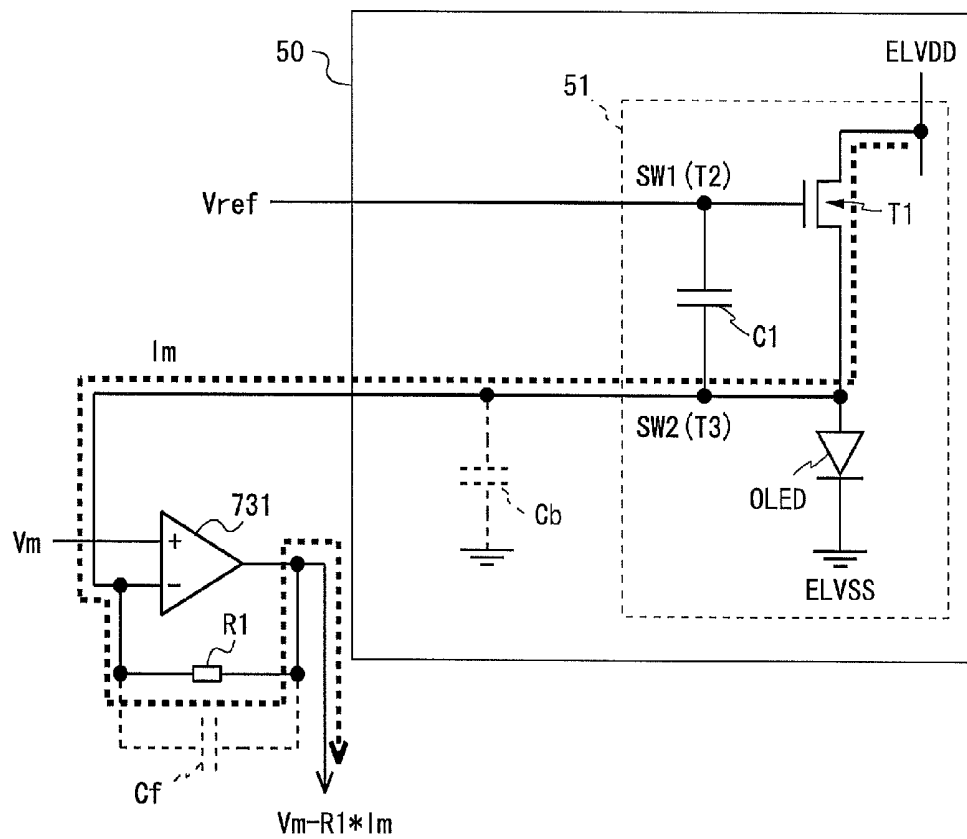 50
ELVDD
51
SW1(T2)
Vref
T1
C1
Im
SW2(T3)
OLED
Cb
731
Vm
+
−
ELVSS
R1
Cf
Vm−R1*Im